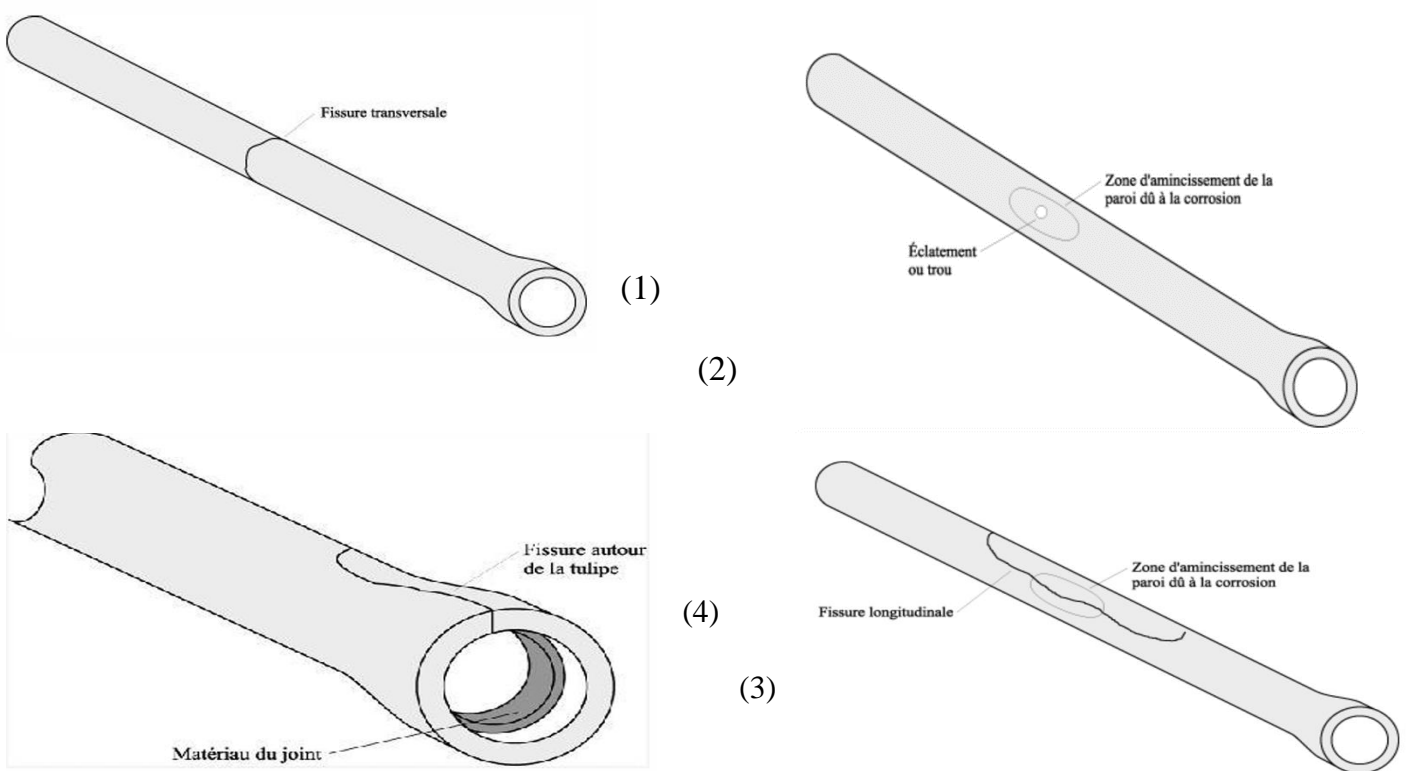 Fissure transversale
(1)
Zone d'amincissement de la
paroi dû à la corrosion
Éclatement
ou trou
(2)
Fissure autour
de la tulipe
Matériau du joint
(4)
Zone d'amincissement de la
paroi dû à la corrosion
Fissure longitudinale
(3)